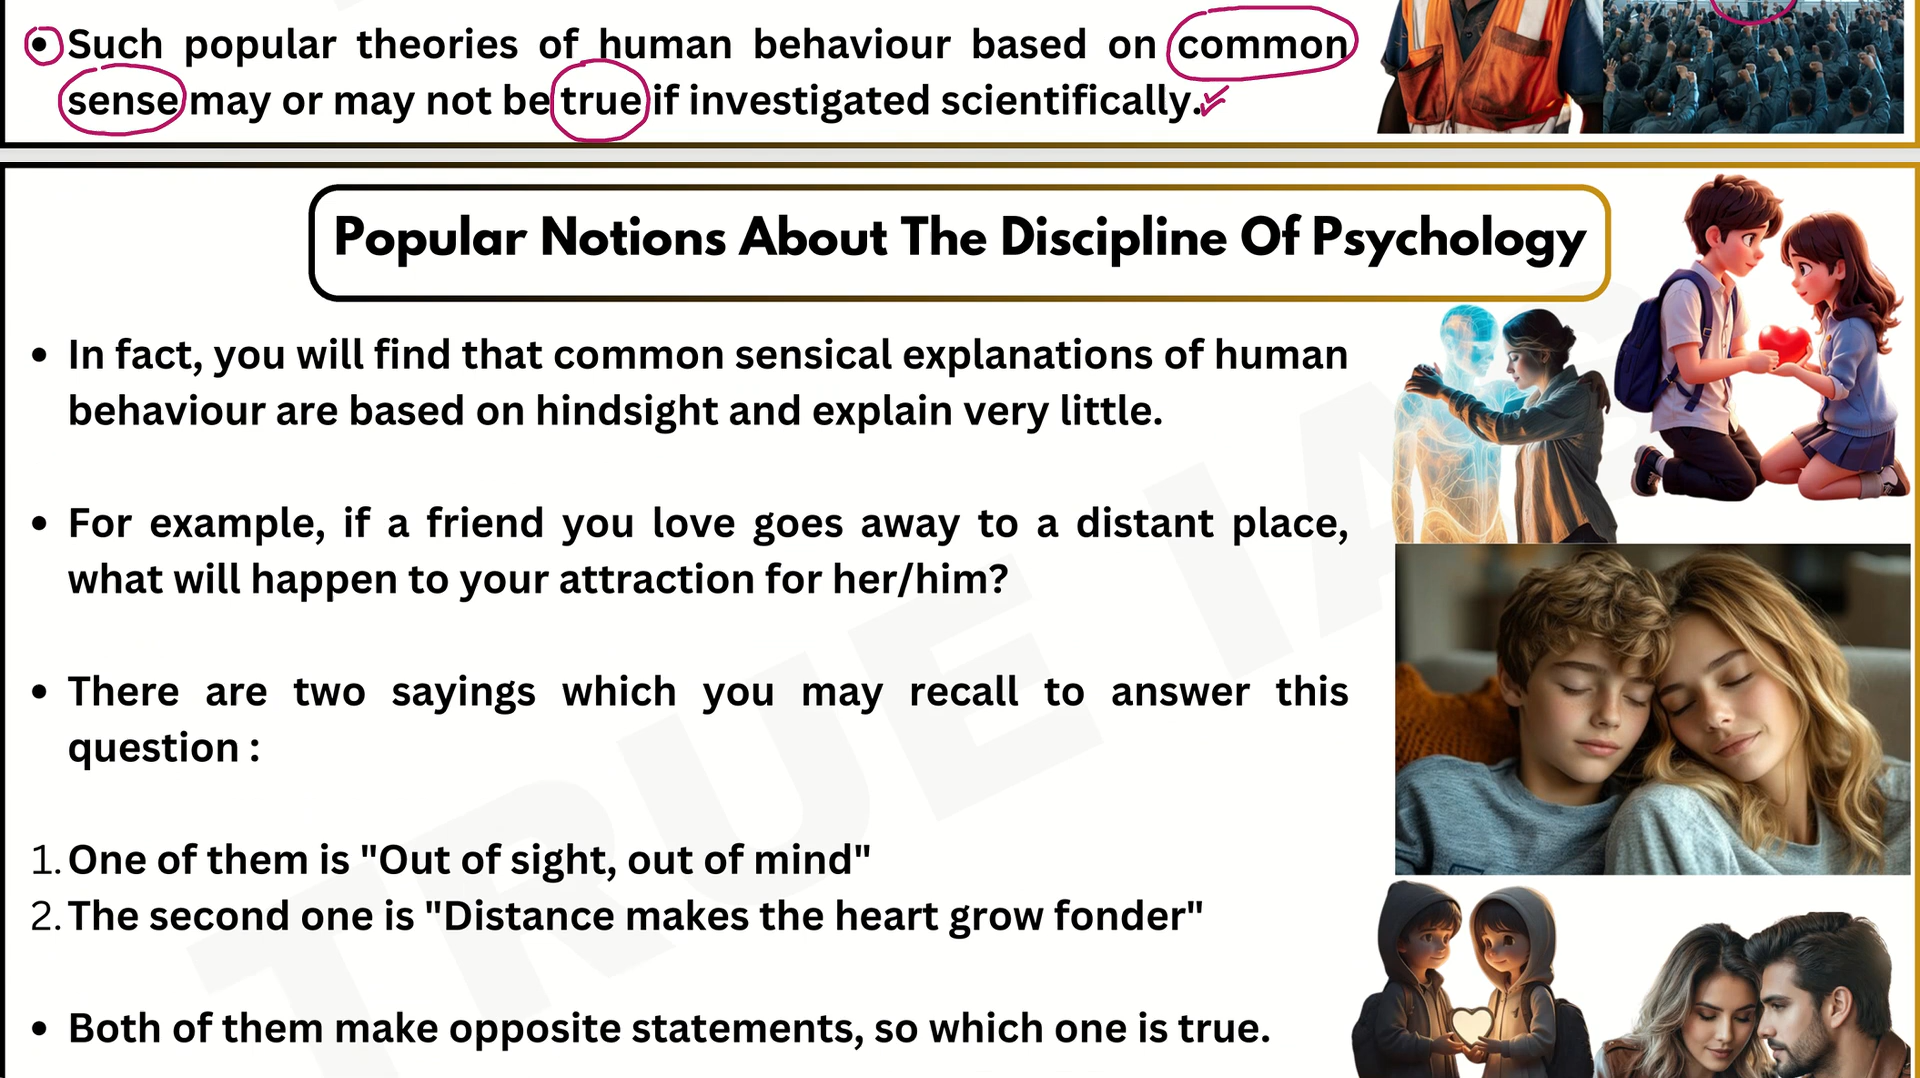 • Such popular theories of human behaviour based on common
sense may or may not be true if investigated scientifically.
Popular Notions About The Discipline Of Psychology
• In fact, you will find that common sensical explanations of human
behaviour are based on hindsight and explain very little.
• For example, if a friend you love goes away to a distant place,
what will happen to your attraction for her/him?
• There are two sayings which you may recall to answer this
question :
1. One of them is "Out of sight, out of mind"
2. The second one is "Distance makes the heart grow fonder"
• Both of them make opposite statements, so which one is true.
TRUE IAS